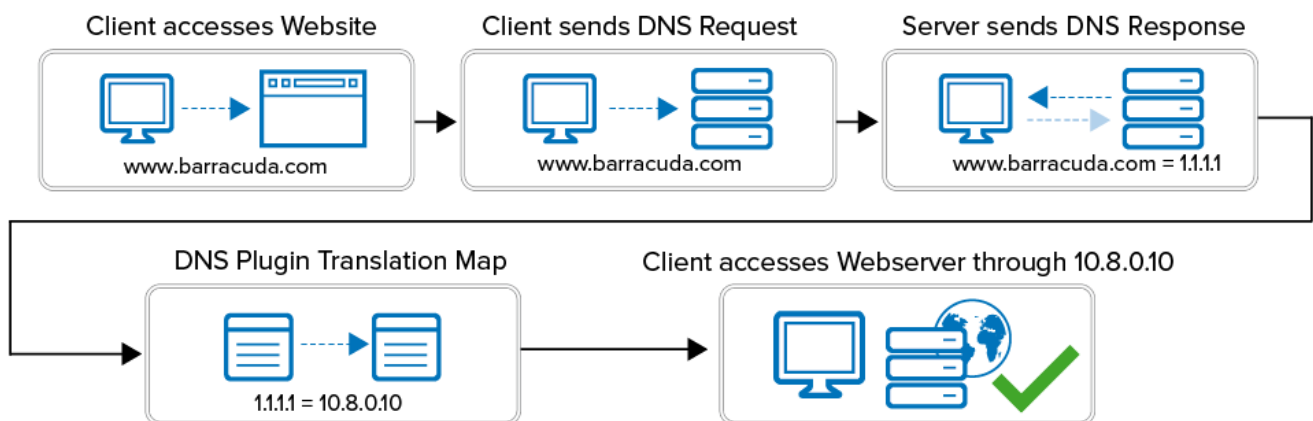 Client accesses Website
Client sends DNS Request
Server sends DNS Response
www.barracuda.com
www.barracuda.com
www.barracuda.com = 1.1.1.1
DNS Plugin Translation Map
Client accesses Webserver through 10.8.0.10
1.1.1.1 = 10.8.0.10